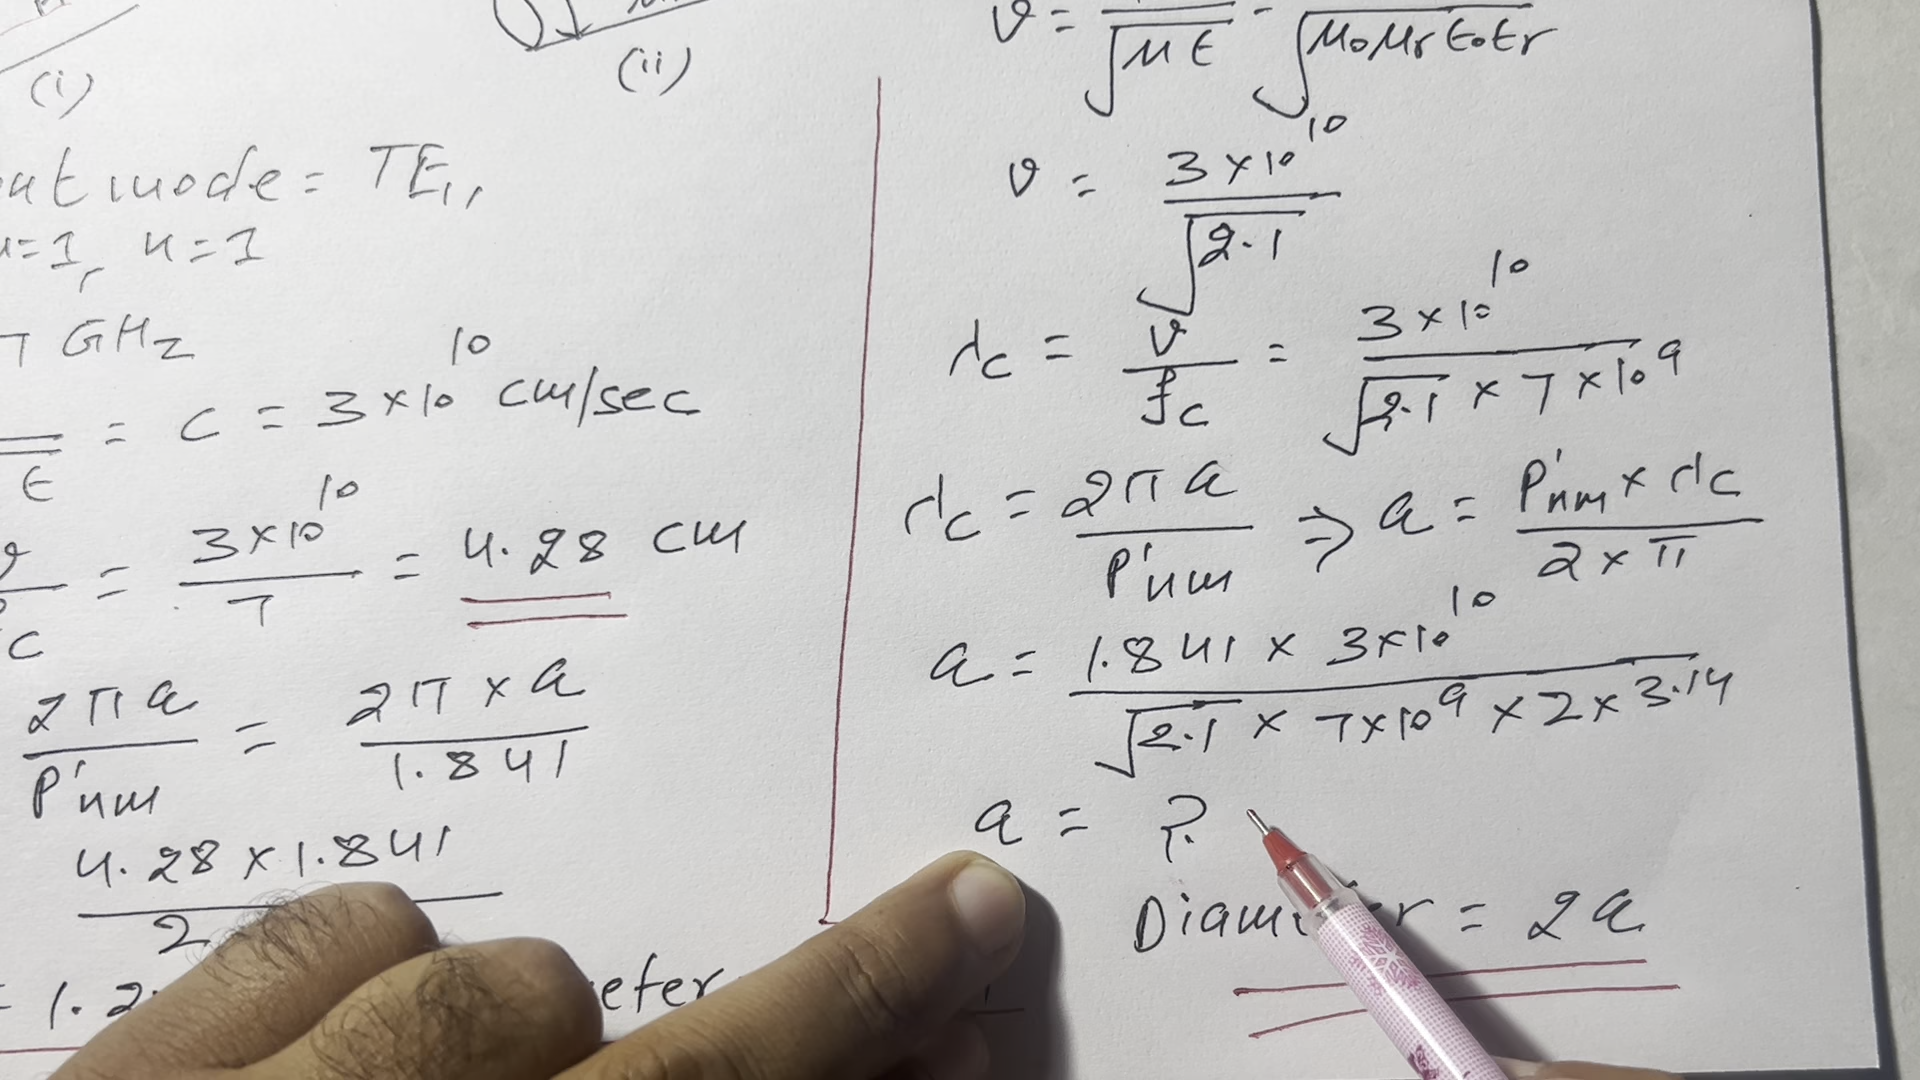 (i)
(ii)
mode = TE₁₁
n=1, m=1
7 GHz
= c = 3×10¹⁰ cm/sec
ϵ
v/c = 3×10¹⁰/7 = 4.28 cm
2πa/P'nm = 2π×a/1.841
4.28×1.841/2
= 1.2
v = /√μϵ = /√μ₀μrϵ₀ϵr
v = 3×10¹⁰/√2.1
λc = v/fc = 3×10¹⁰/√2.1 × 7×10⁹
λc = 2πa/P'nm ⇒ a = P'nm × λc/2×π
a = 1.841 × 3×10¹⁰/√2.1 × 7×10⁹ × 2 × 3.14
a = ?
Diameter = 2a